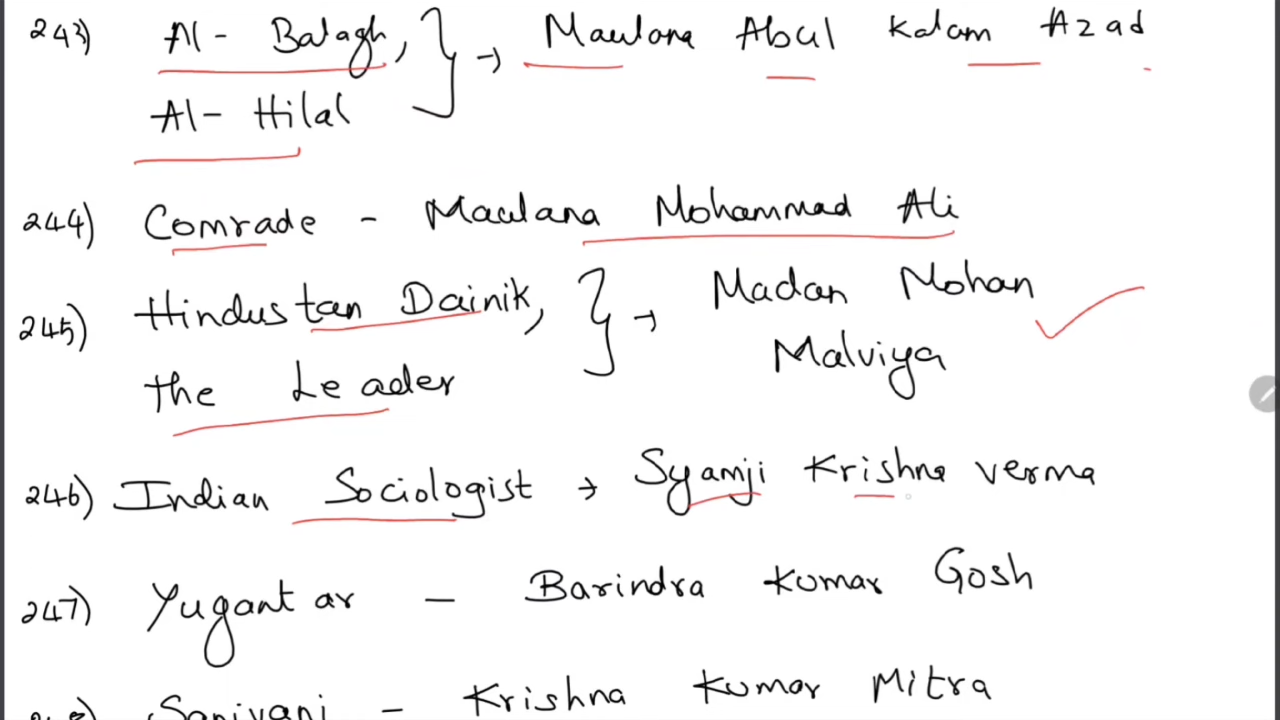 243) Al- Balagh, } → Maulana Abul Kalam Azad
Al- Hilal
244) Comrade - Maulana Mohammad Ali
245) Hindustan Dainik, } → Madan Mohan
the Leader Malviya
246) Indian Sociologist → Syamji Krishna verma
247) Yugantar - Barindra Kumar Gosh
Sanjivani - Krishna Kumar Mitra